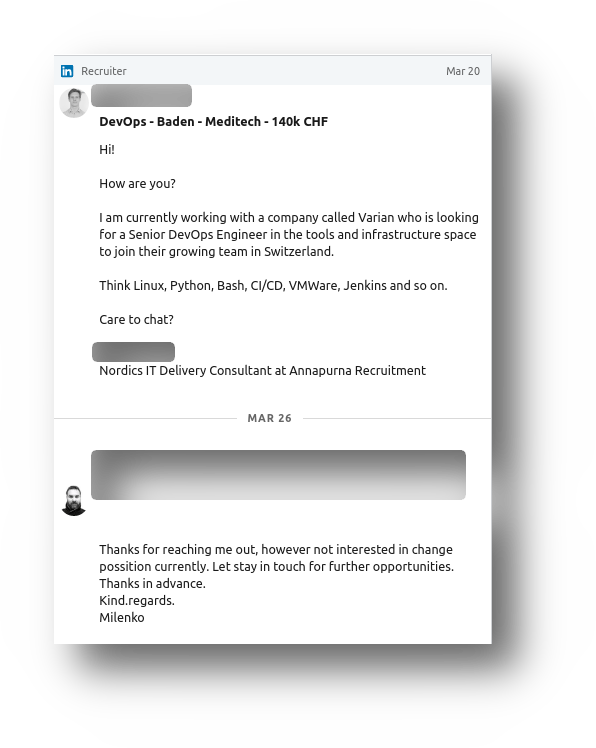 in Recruiter Mar 20
DevOps - Baden - Meditech - 140k CHF
Hi!
How are you?
I am currently working with a company called Varian who is looking
for a Senior DevOps Engineer in the tools and infrastructure space
to join their growing team in Switzerland.
Think Linux, Python, Bash, CI/CD, VMWare, Jenkins and so on.
Care to chat?
Nordics IT Delivery Consultant at Annapurna Recruitment
MAR 26
Thanks for reaching me out, however not interested in change
possition currently. Let stay in touch for further opportunities.
Thanks in advance.
Kind.regards.
Milenko